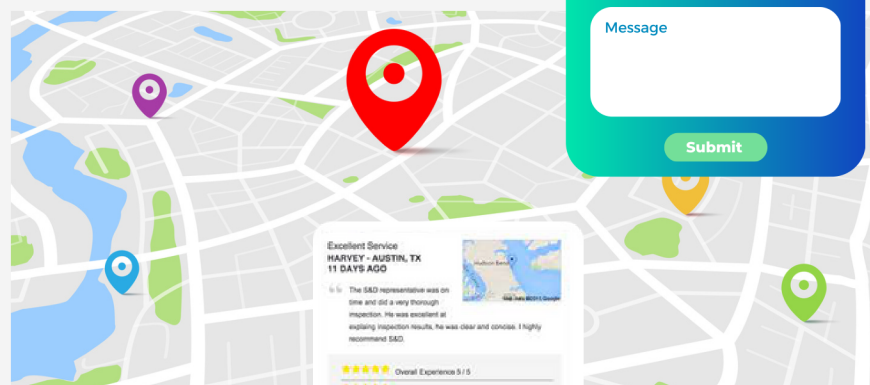 Message
Submit
Excellent Service
HARVEY - AUSTIN, TX
11 DAYS AGO
Hudson Bend
The S&D representative was on
time and did a very thorough
inspection. He was excellent at
explaing inspection results, he was clear and concise. I highly
recommend S&D.
Overall Experience 5 / 5